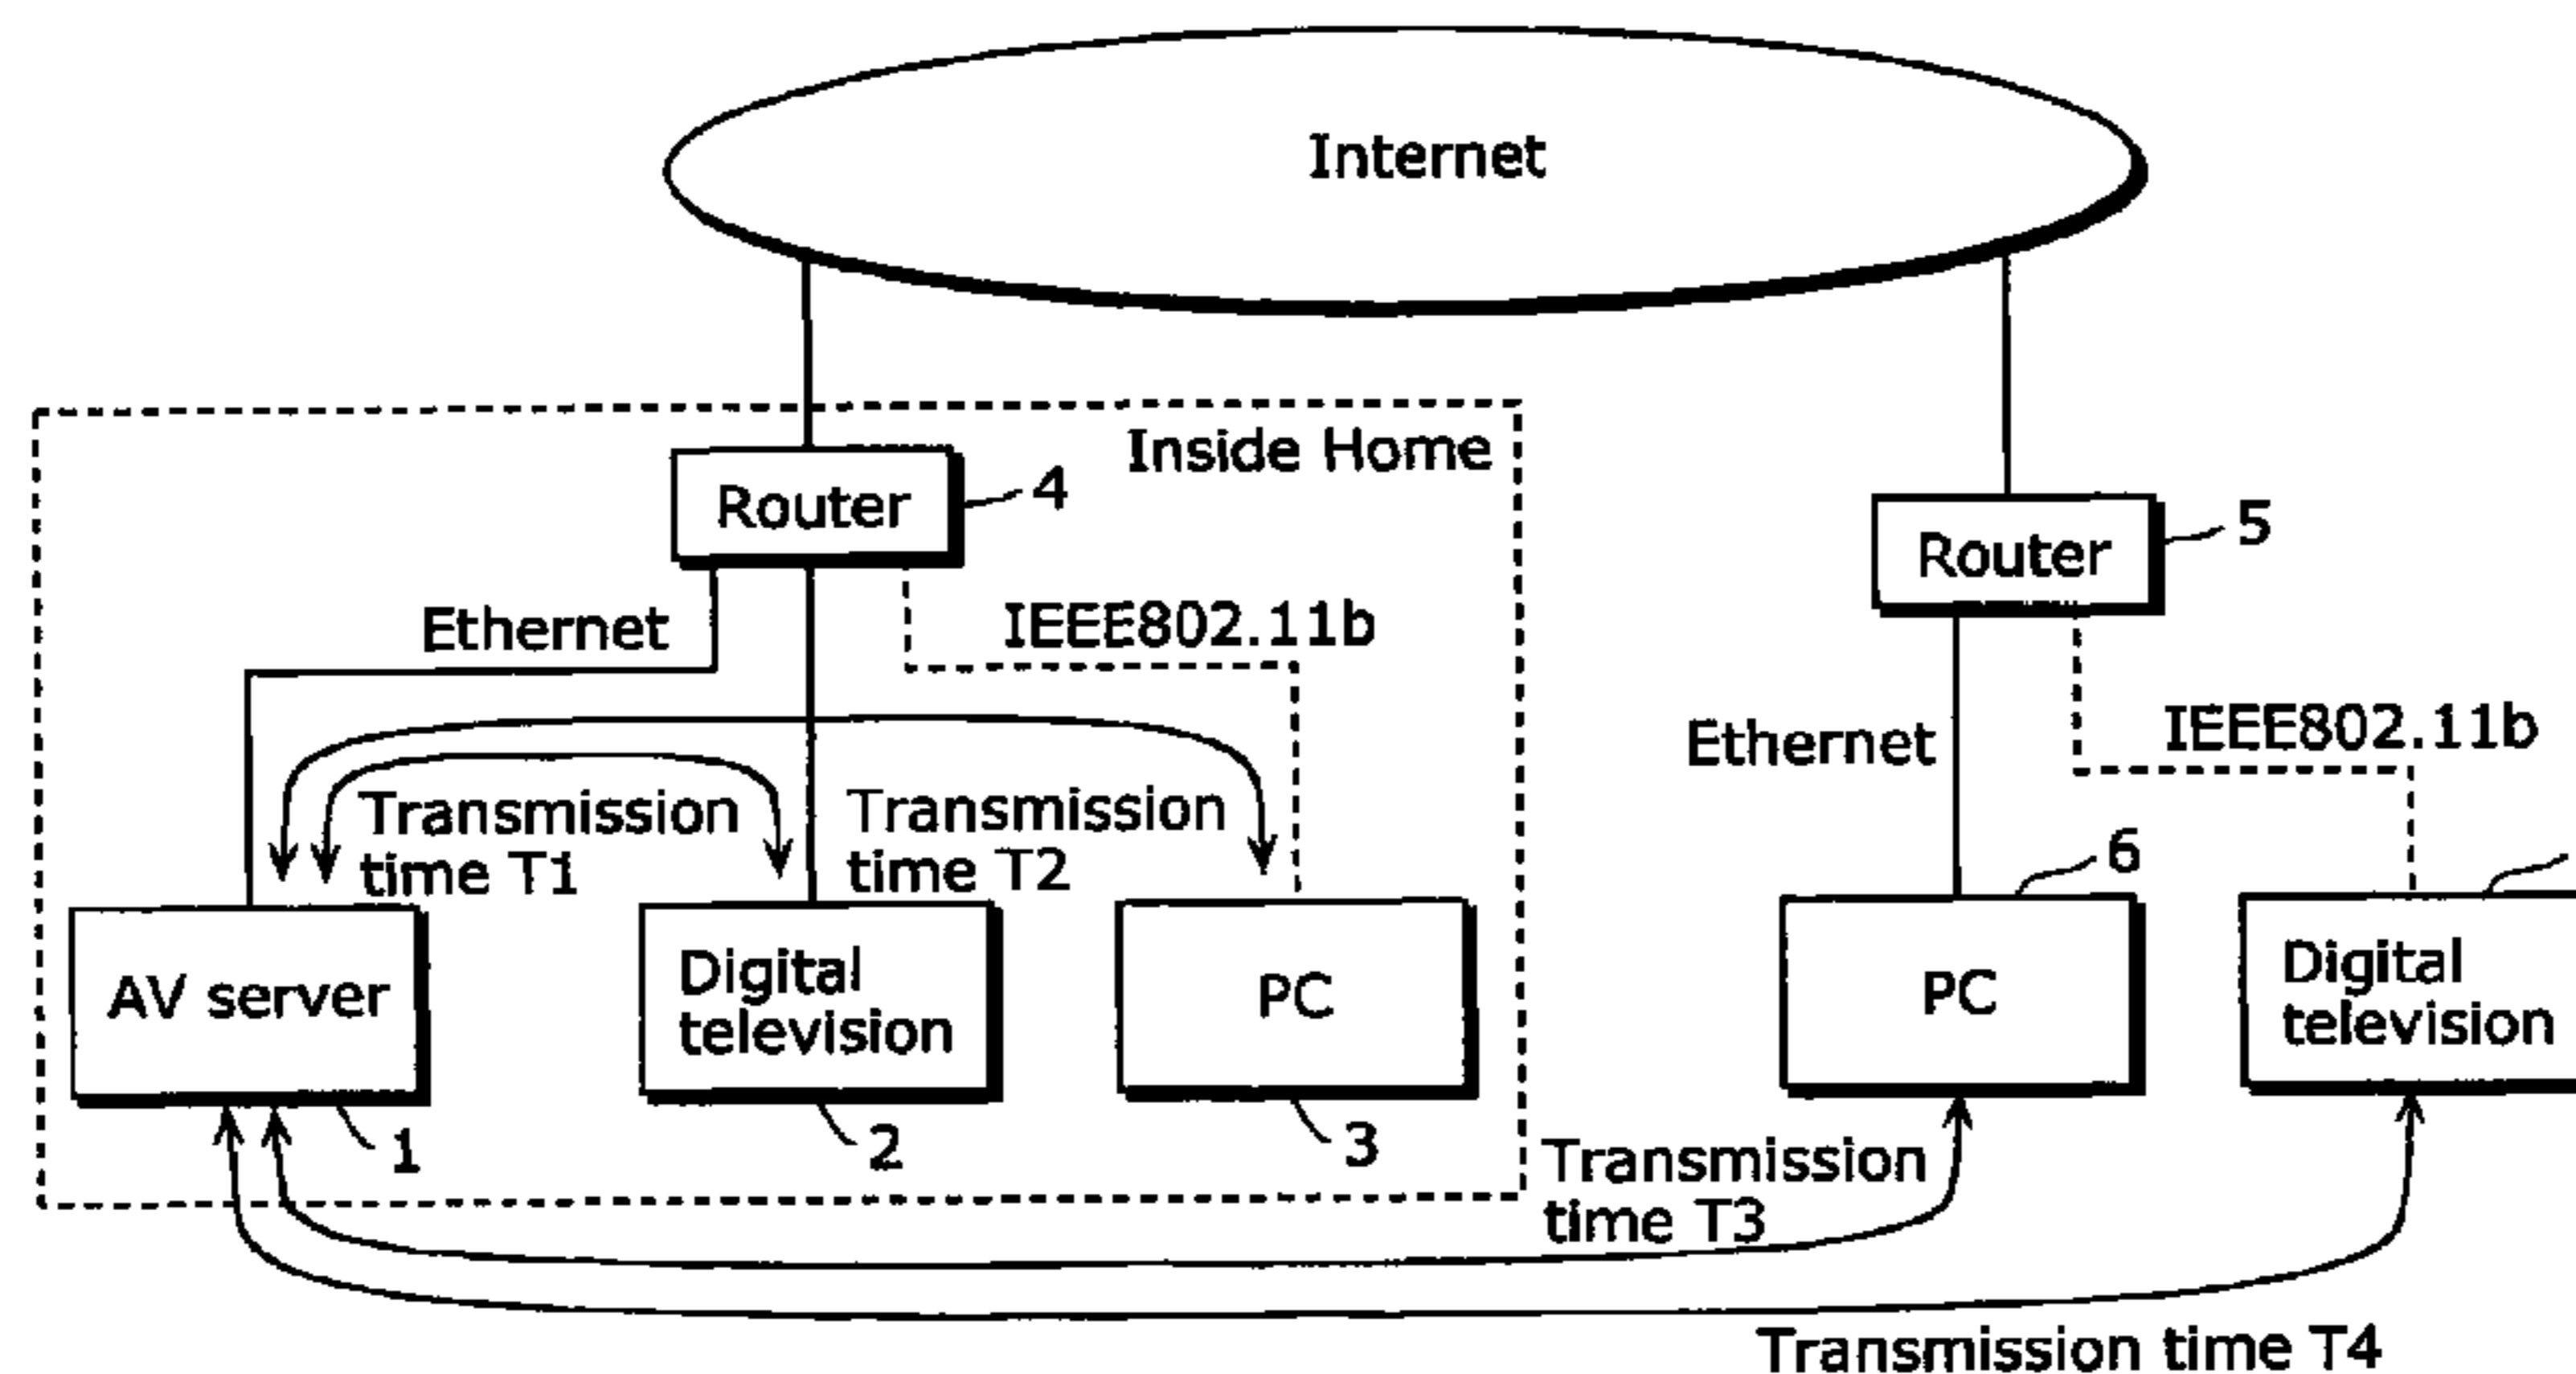 Internet
Inside Home
Router
4
Router
5
Ethernet
IEEE802.11b
Ethernet
IEEE802.11b
Transmission
time T1
Transmission
time T2
6
AV server
Digital
television
PC
PC
Digital
television
1
2
3
Transmission
time T3
Transmission time T4